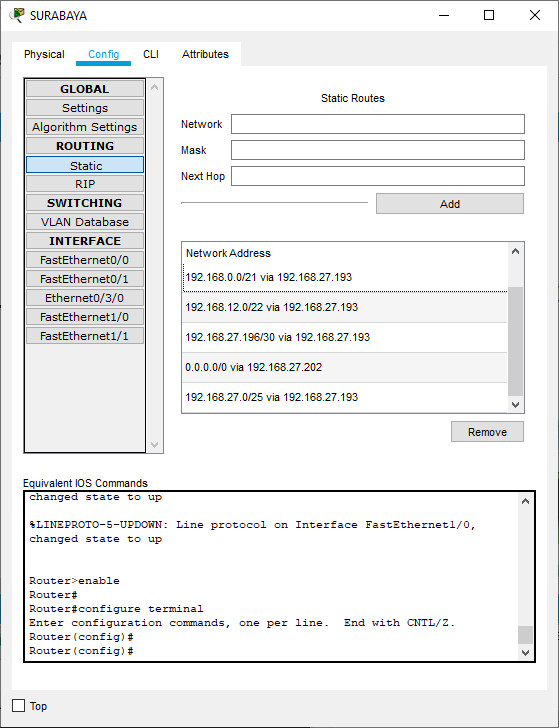 SURABAYA
Physical Config CLI Attributes
GLOBAL
Settings
Algorithm Settings
ROUTING
Static
RIP
SWITCHING
VLAN Database
INTERFACE
FastEthernet0/0
FastEthernet0/1
Ethernet0/3/0
FastEthernet1/0
FastEthernet1/1
Static Routes
Network
Mask
Next Hop
Add
Network Address
192.168.0.0/21 via 192.168.27.193
192.168.12.0/22 via 192.168.27.193
192.168.27.196/30 via 192.168.27.193
0.0.0.0/0 via 192.168.27.202
192.168.27.0/25 via 192.168.27.193
Remove
Equivalent IOS Commands
changed state to up
%LINEPROTO-5-UPDOWN: Line protocol on Interface FastEthernet1/0,
changed state to up
Router>enable
Router#
Router#configure terminal
Enter configuration commands, one per line.  End with CNTL/Z.
Router(config)#
Router(config)#
Top